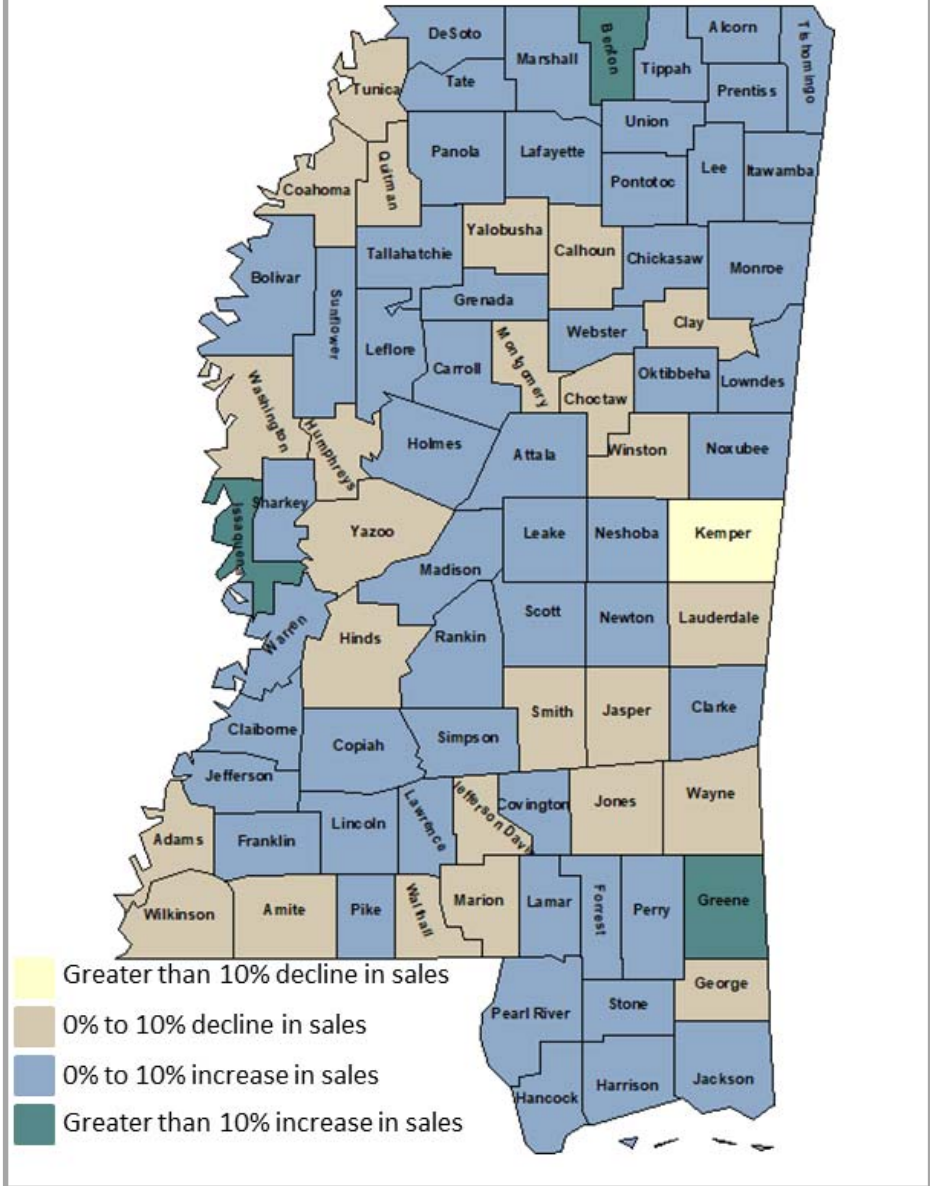 DeSoto
Marshall
Benton
Tippah
Alcorn
Tishomingo
Tunica
Tate
Prentiss
Union
Panola
Lafayette
Quitman
Coahoma
Pontotoc
Lee
Itawamba
Yalobusha
Calhoun
Tallahatchie
Chickasaw
Monroe
Bolivar
Sunflower
Grenada
Clay
Webster
Leflore
Montgomery
Carroll
Oktibbeha
Lowndes
Choctaw
Washington
Humphreys
Holmes
Attala
Winston
Noxubee
Sharkey
Issaquena
Yazoo
Leake
Neshoba
Kemper
Madison
Scott
Newton
Lauderdale
Warren
Hinds
Rankin
Smith
Jasper
Clarke
Claiborne
Copiah
Simpson
Jefferson
Lawrence
Jefferson Davis
Covington
Jones
Wayne
Adams
Franklin
Lincoln
Wilkinson
Amite
Pike
Walthall
Marion
Lamar
Forrest
Perry
Greene
George
Pearl River
Stone
Hancock
Harrison
Jackson
Greater than 10% decline in sales
0% to 10% decline in sales
0% to 10% increase in sales
Greater than 10% increase in sales